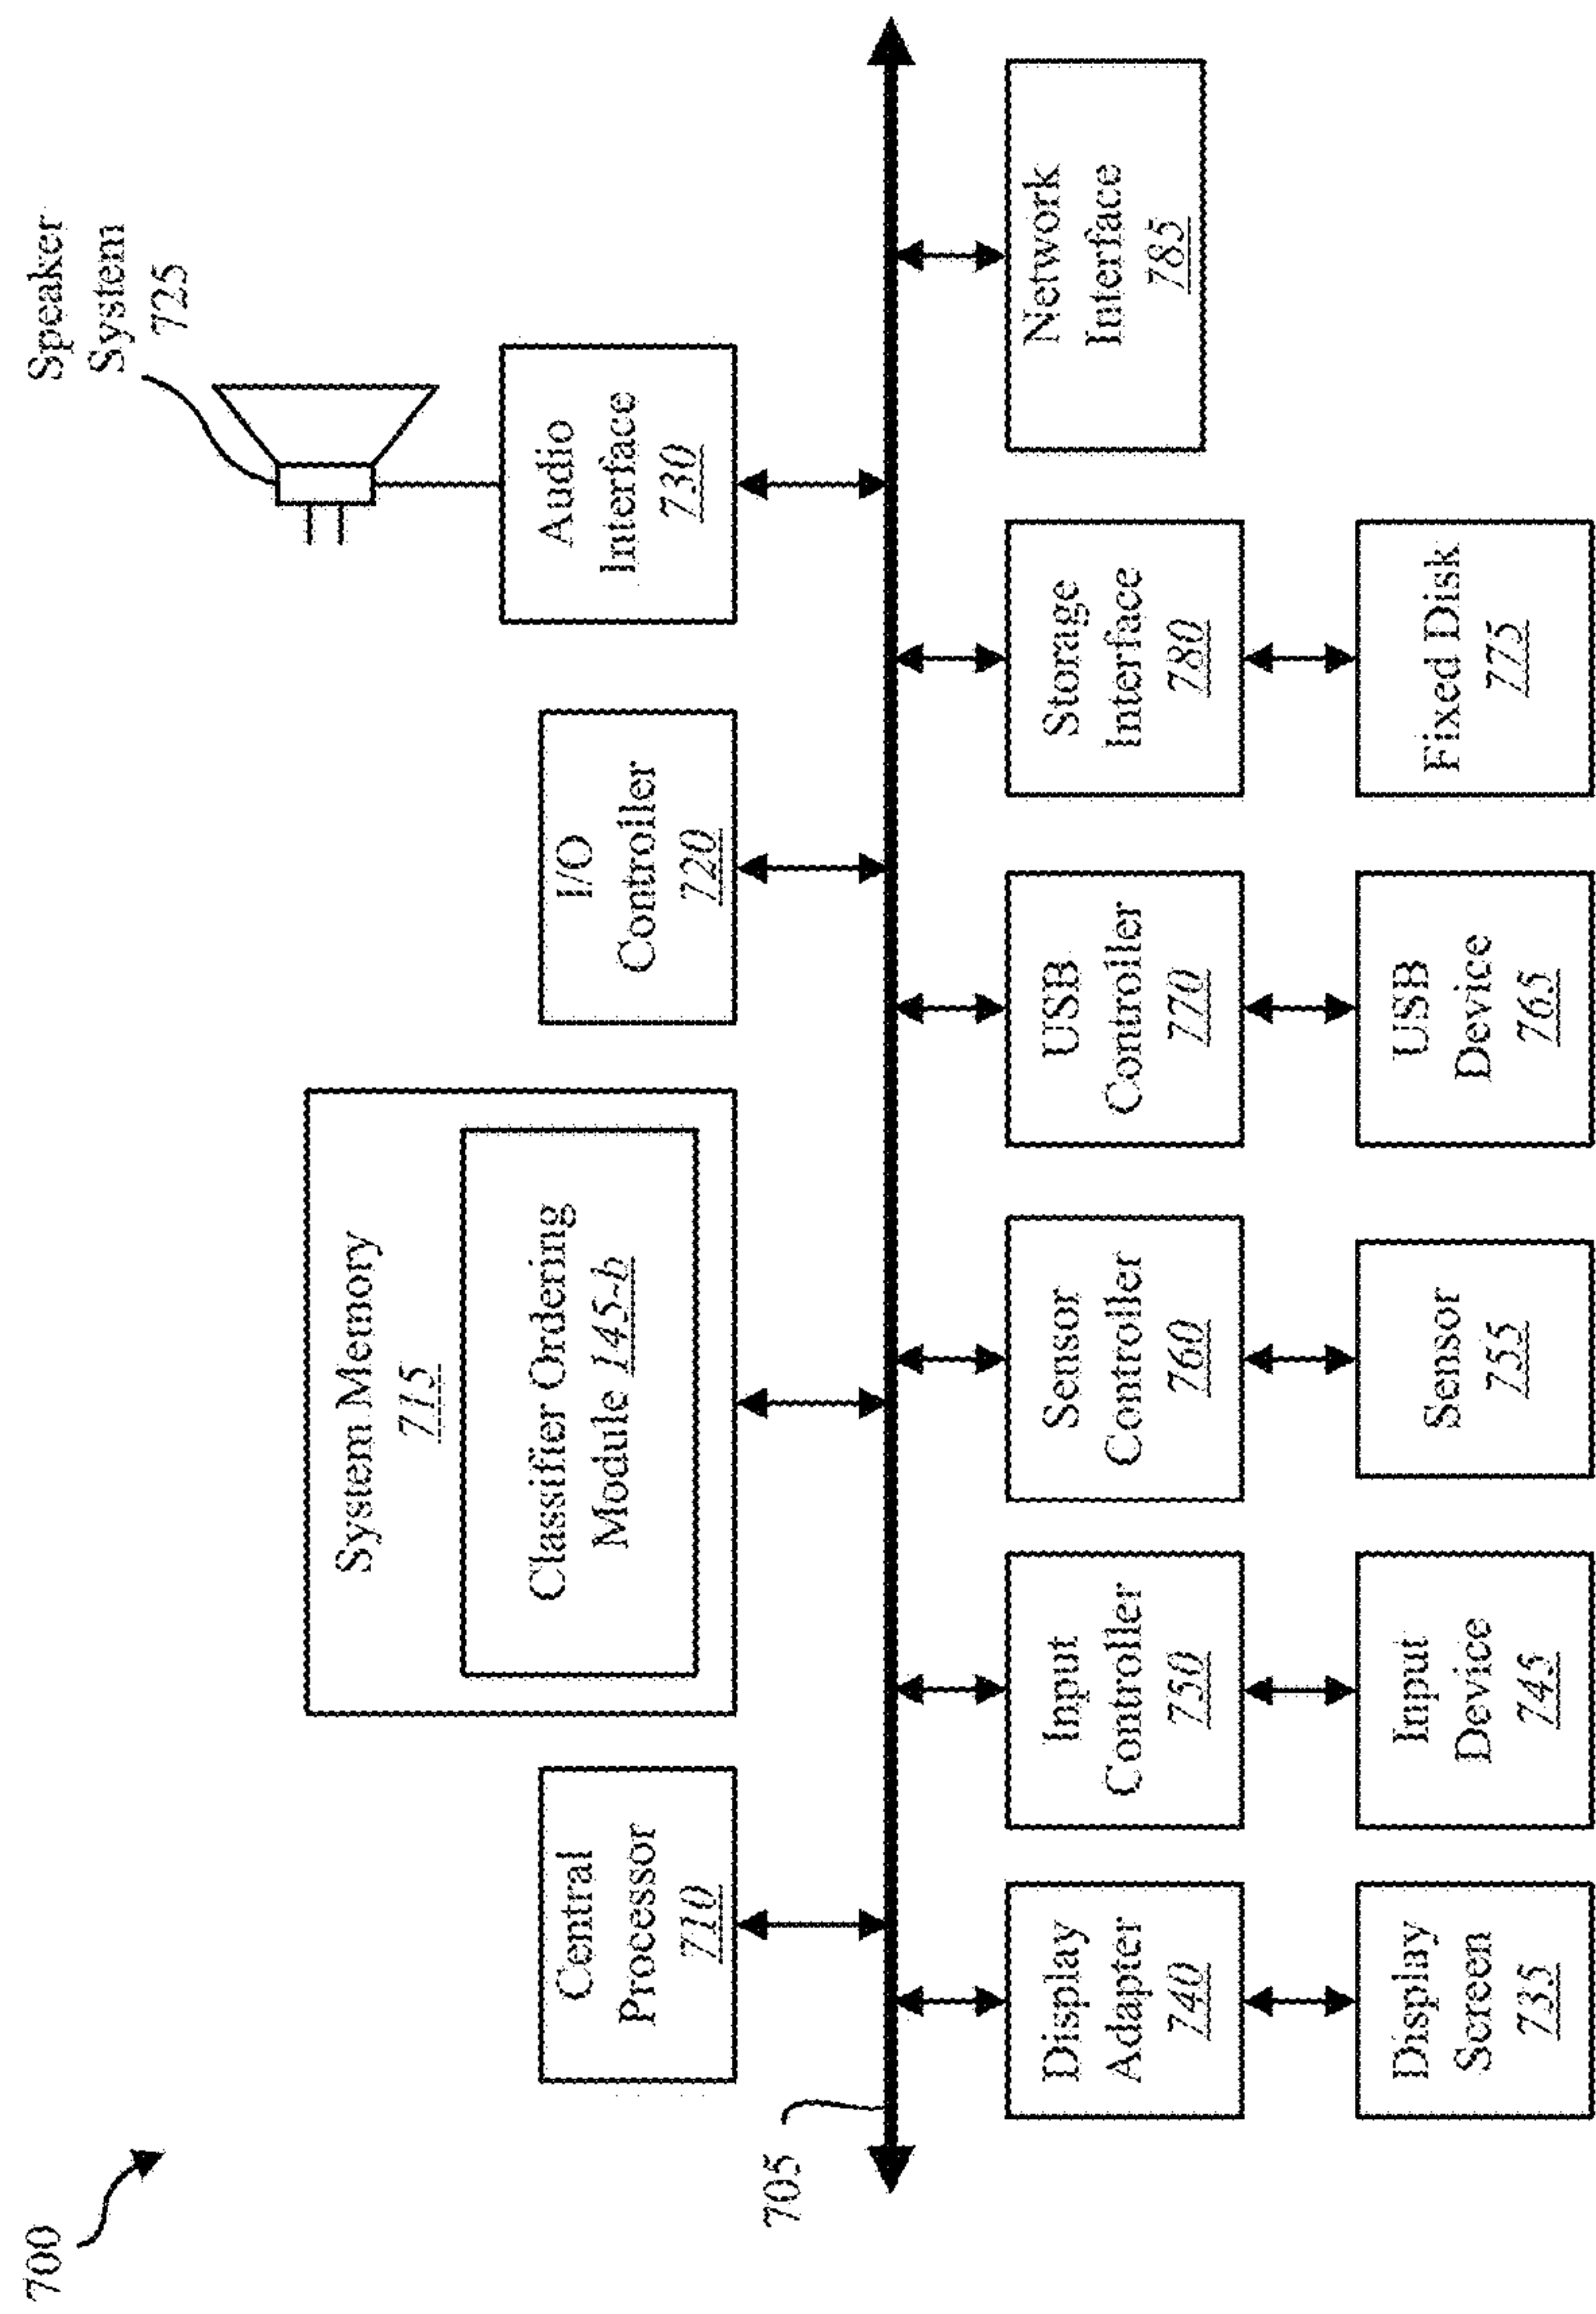 700
Speaker
System
725
System Memory
715
Classifier Ordering
Module 145-b
Central
Processor
710
I/O
Controller
720
Audio
Interface
730
705
Display
Adapter
740
Input
Controller
750
Sensor
Controller
760
USB
Controller
770
Storage
Interface
780
Network
Interface
785
Display
Screen
735
Input
Device
745
Sensor
755
USB
Device
765
Fixed Disk
775